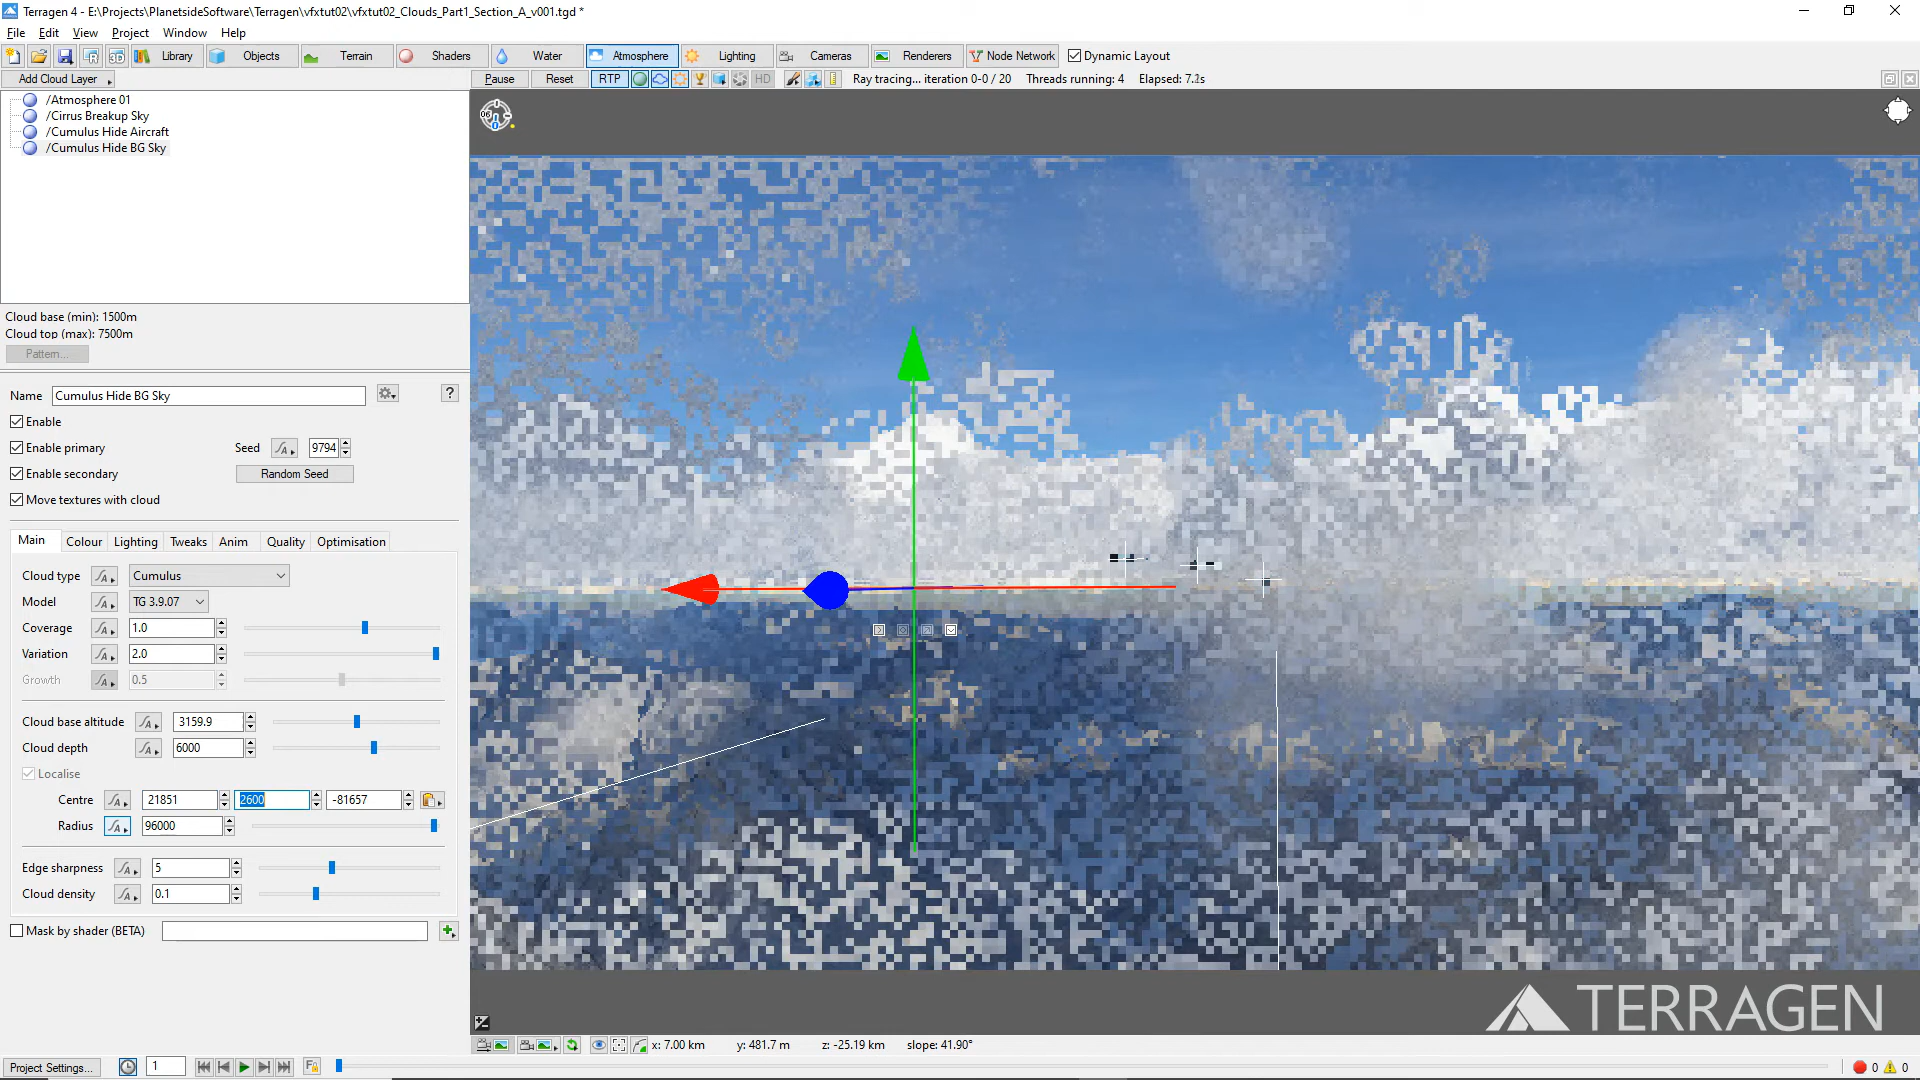 Terragen 4 - E:\Projects\PlanetsideSoftware\Terragen\vfxtut02\vfxtut02_Clouds_Part1_Section_A_v001.tgd *
File Edit View Project Window Help
Library Objects Terrain Shaders Water Atmosphere Lighting Cameras Renderers Node Network Dynamic Layout
Add Cloud Layer Pause Reset RTP HD Ray tracing... iteration 0-0 / 20 Threads running: 4 Elapsed: 7.2s
/Atmosphere 01
/Cirrus Breakup Sky
/Cumulus Hide Aircraft
/Cumulus Hide BG Sky
Cloud base (min): 1500m
Cloud top (max): 7500m
Pattern...
Name Cumulus Hide BG Sky ?
Enable
Enable primary Seed 9794
Enable secondary Random Seed
Move textures with cloud
Main Colour Lighting Tweaks Anim Quality Optimisation
Cloud type Cumulus
Model TG 3.9.07
Coverage 1.0
Variation 2.0
Growth 0.5
Cloud base altitude 3159.9
Cloud depth 6000
Localise
Centre 21851 2600 -81657
Radius 96000
Edge sharpness 5
Cloud density 0.1
Mask by shader (BETA)
TERRAGEN
x: 7.00 km y: 481.7 m z: -25.19 km slope: 41.90°
Project Settings... 1 0 0